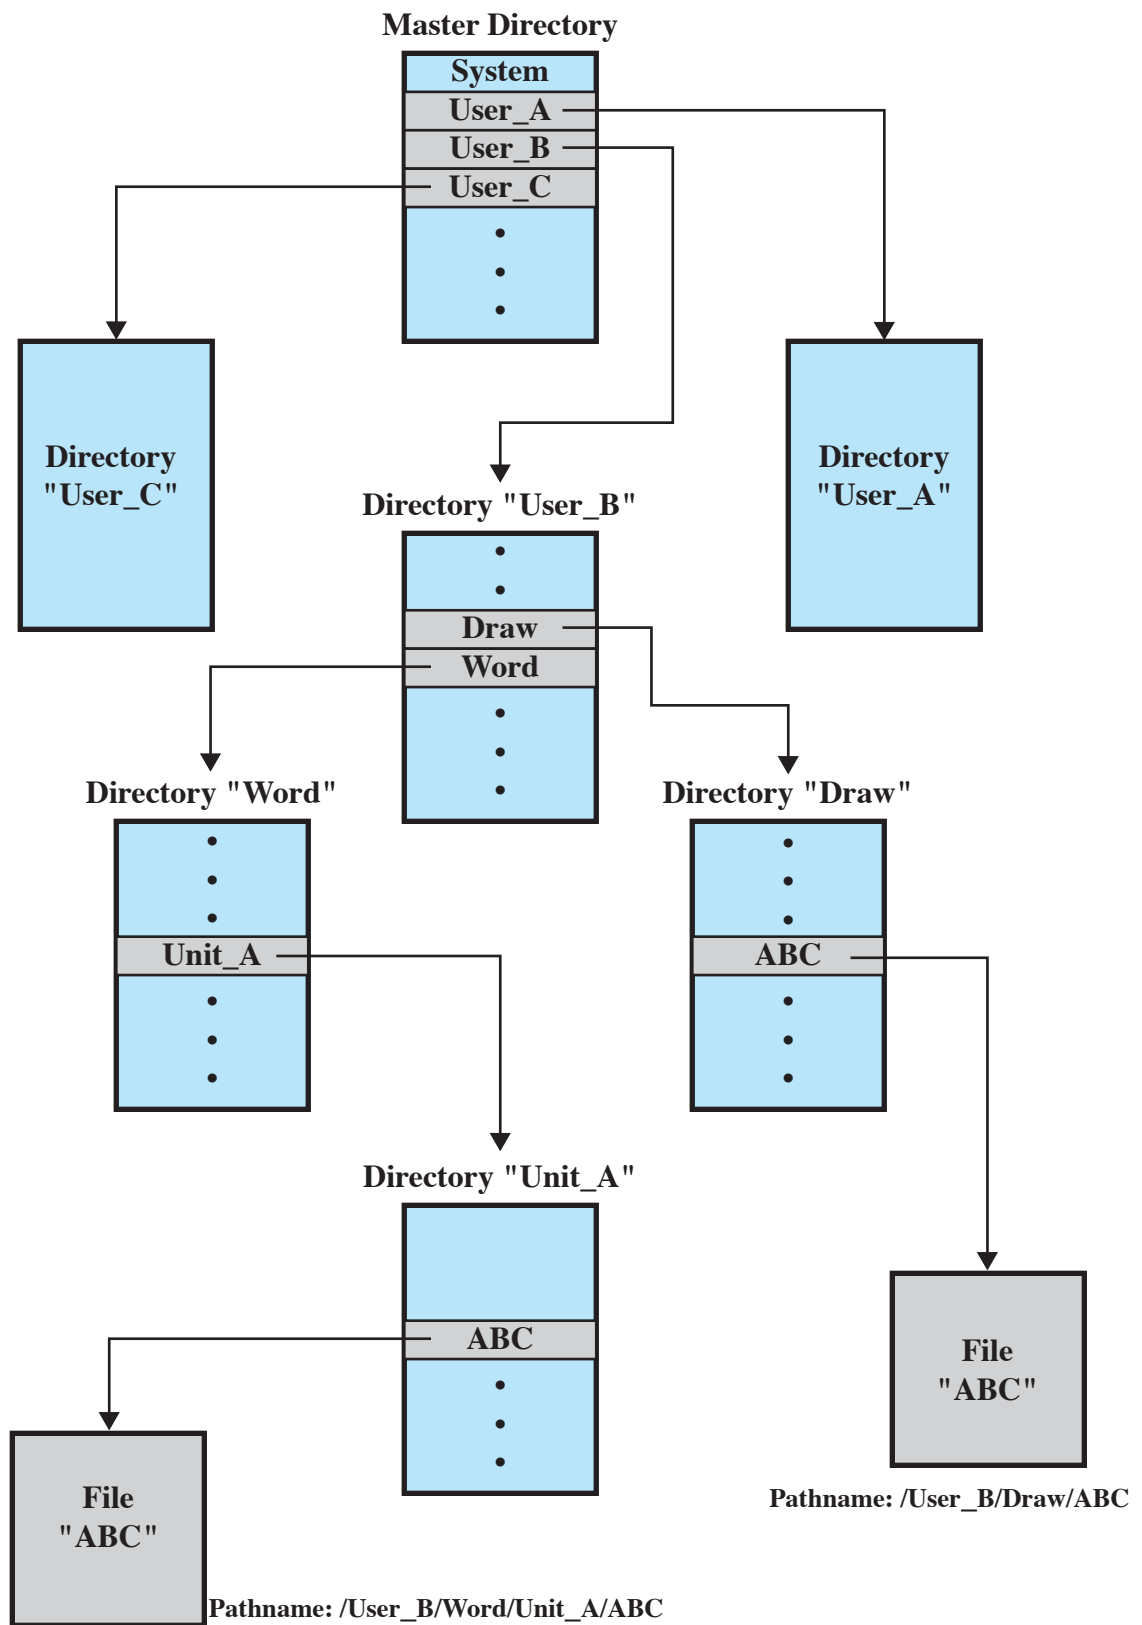 Master Directory
System
User_A
User_B
User_C
Directory
"User_C"
Directory
"User_A"
Directory "User_B"
Draw
Word
Directory "Word"
Directory "Draw"
Unit_A
ABC
Directory "Unit_A"
ABC
File
"ABC"
Pathname: /User_B/Draw/ABC
File
"ABC"
Pathname: /User_B/Word/Unit_A/ABC